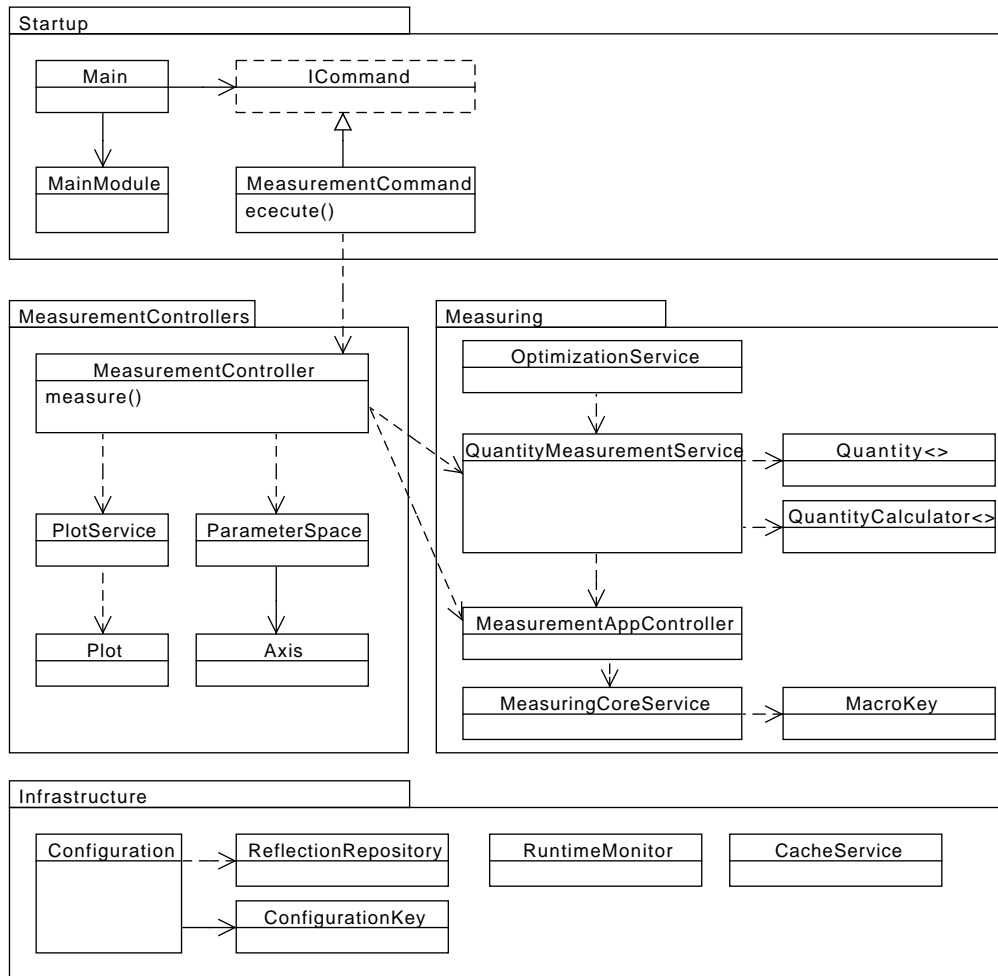 Startup
Main
ICommand
MainModule
MeasurementCommand
ececute()
MeasurementControllers
MeasurementController
measure()
PlotService
ParameterSpace
Plot
Axis
Measuring
OptimizationService
QuantityMeasurementService
Quantity<>
QuantityCalculator<>
MeasurementAppController
MeasuringCoreService
MacroKey
Infrastructure
Configuration
ReflectionRepository
RuntimeMonitor
CacheService
ConfigurationKey